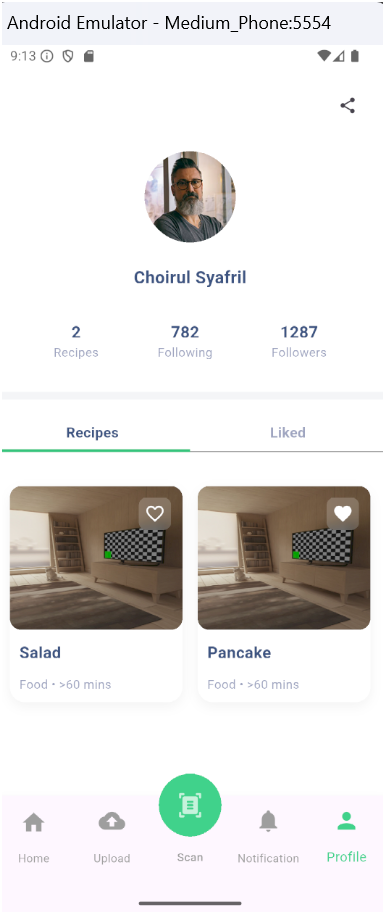 Android Emulator - Medium_Phone:5554
9:13
Choirul Syafril
2 782 1287
Recipes Following Followers
Recipes Liked
Salad Pancake
Food • >60 mins Food • >60 mins
Home Upload Scan Notification Profile